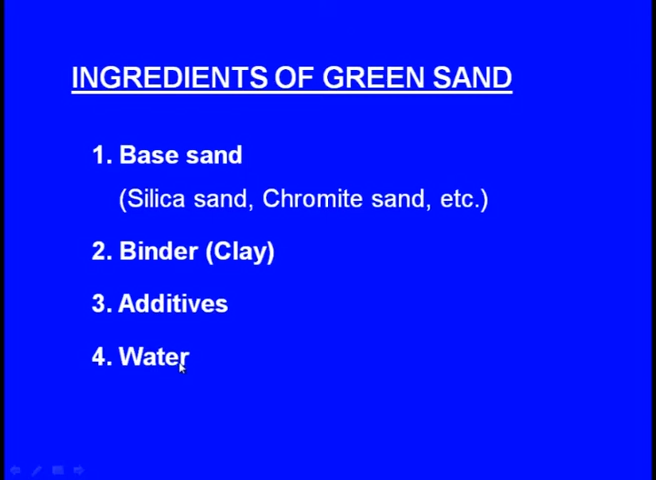 INGREDIENTS OF GREEN SAND
1. Base sand
(Silica sand, Chromite sand, etc.)
2. Binder (Clay)
3. Additives
4. Water